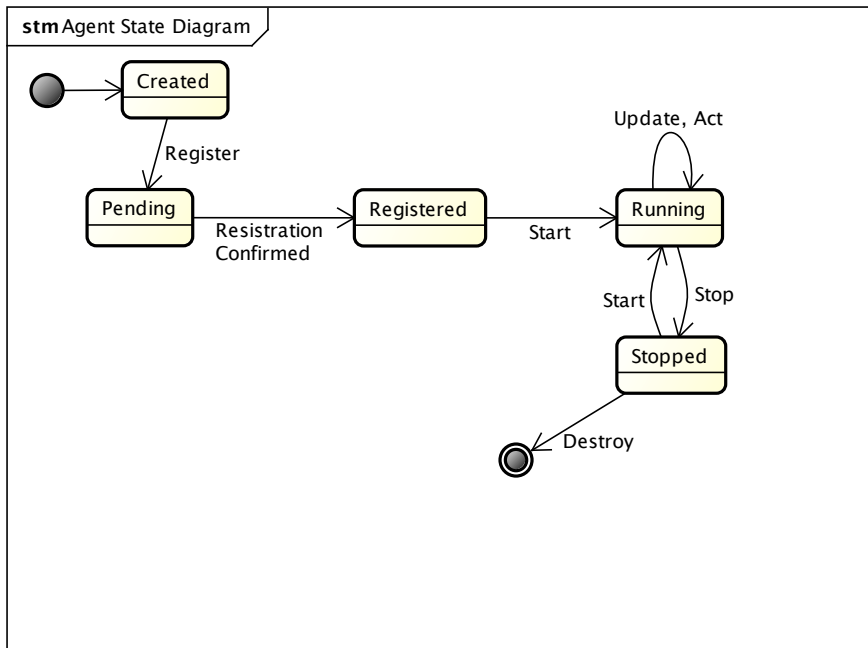 stm Agent State Diagram
Created
Register
Update, Act
Pending
Resistration
Confirmed
Registered
Start
Running
Start
Stop
Stopped
Destroy